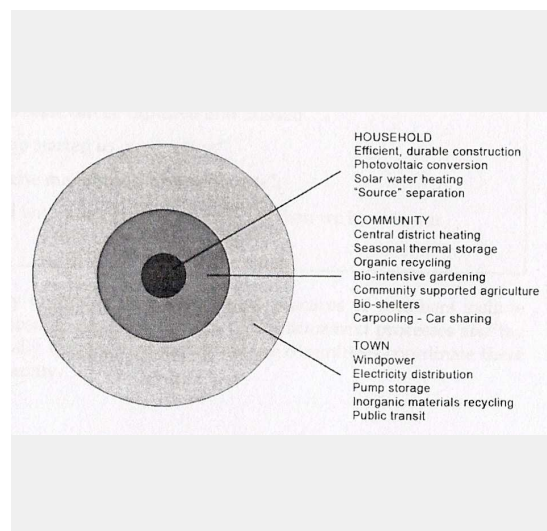 HOUSEHOLD
Efficient, durable construction
Photovoltaic conversion
Solar water heating
"Source" separation
COMMUNITY
Central district heating
Seasonal thermal storage
Organic recycling
Bio-intensive gardening
Community supported agriculture
Bio-shelters
Carpooling - Car sharing
TOWN
Windpower
Electricity distribution
Pump storage
Inorganic materials recycling
Public transit